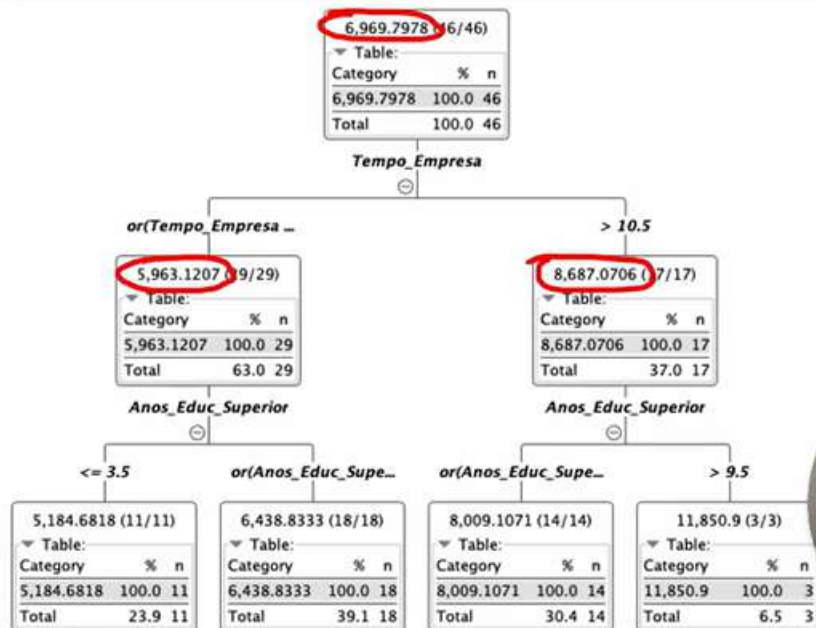 6,969.7978 (46/46)
Table:
Category % n
6,969.7978 100.0 46
Total 100.0 46
Tempo_Empresa
or(Tempo_Empresa ...
> 10.5
5,963.1207 (29/29)
Table:
Category % n
5,963.1207 100.0 29
Total 63.0 29
8,687.0706 (17/17)
Table:
Category % n
8,687.0706 100.0 17
Total 37.0 17
Anos_Educ_Superior
Anos_Educ_Superior
<= 3.5
or(Anos_Educ_Supe...
or(Anos_Educ_Supe...
> 9.5
5,184.6818 (11/11)
Table:
Category % n
5,184.6818 100.0 11
Total 23.9 11
6,438.8333 (18/18)
Table:
Category % n
6,438.8333 100.0 18
Total 39.1 18
8,009.1071 (14/14)
Table:
Category % n
8,009.1071 100.0 14
Total 30.4 14
11,850.9 (3/3)
Table:
Category % n
11,850.9 100.0 3
Total 6.5 3